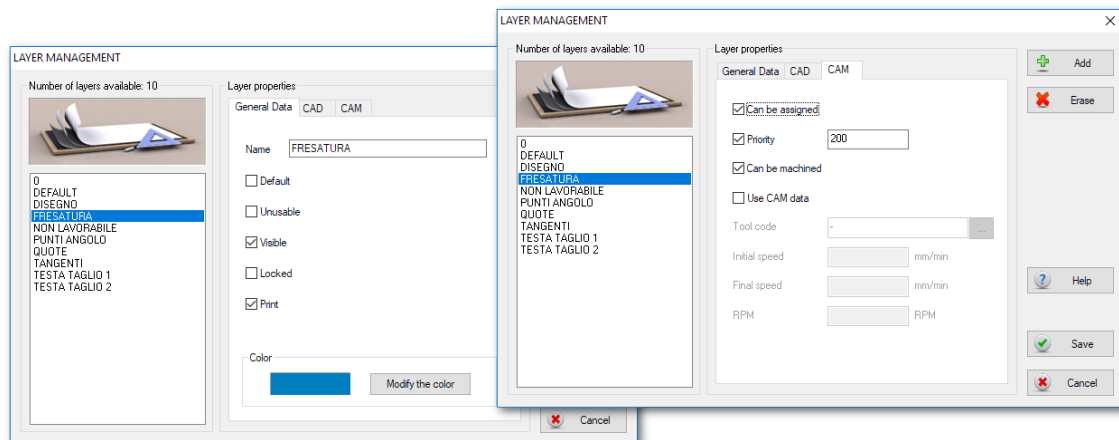 LAYER MANAGEMENT
Number of layers available: 10
0
DEFAULT
DISEGNO
FRESATURA
NON LAVORABILE
PUNTI ANGOLO
QUOTE
TANGENTI
TESTA TAGLIO 1
TESTA TAGLIO 2
Layer properties
General Data CAD CAM
Name FRESATURA
Default
Unusable
Visible
Locked
Print
Color
Modify the color
Cancel
LAYER MANAGEMENT
Number of layers available: 10
0
DEFAULT
DISEGNO
FRESATURA
NON LAVORABILE
PUNTI ANGOLO
QUOTE
TANGENTI
TESTA TAGLIO 1
TESTA TAGLIO 2
Layer properties
General Data CAD CAM
Can be assigned
Priority 200
Can be machined
Use CAM data
Tool code - ...
Initial speed mm/min
Final speed mm/min
RPM RPM
Add
Erase
Help
Save
Cancel